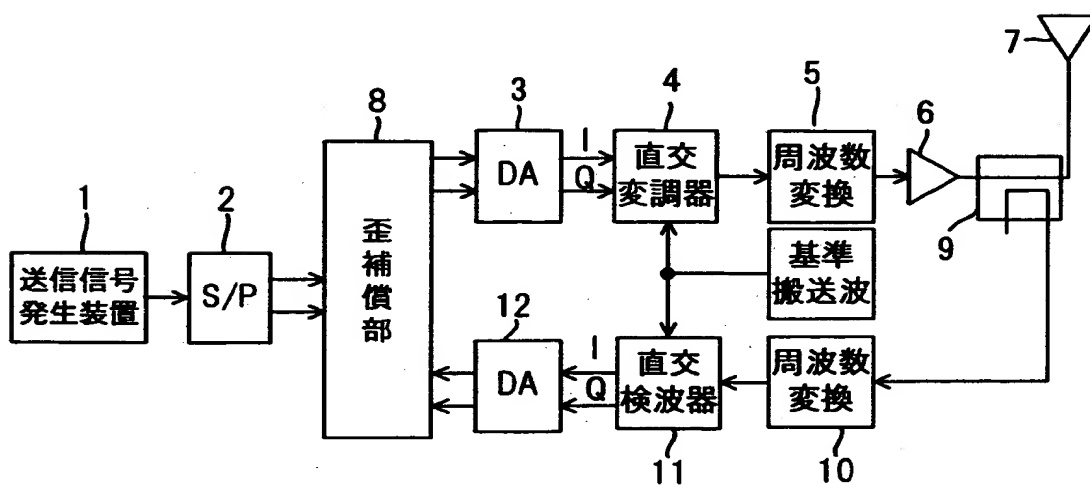 7
3
4
5
6
8
DA
I
Q
直交
変調器
周波数
変換
9
1
2
送信信号
発生装置
S/P
歪
補
償
部
基準
搬送波
12
DA
I
Q
直交
検波器
周波数
変換
11
10